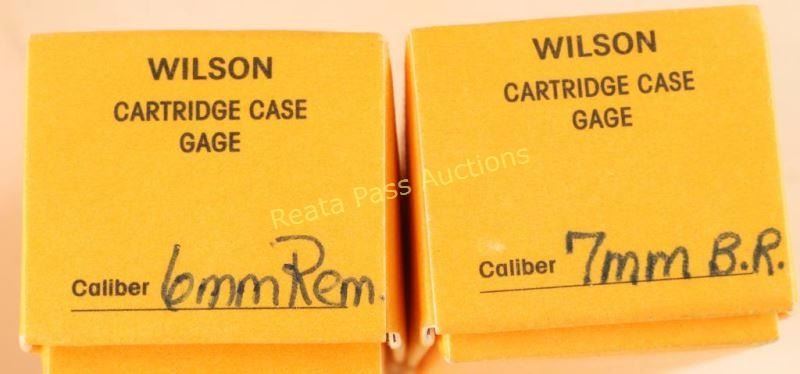 WILSON
CARTRIDGE CASE
GAGE
Caliber 6mm Rem.
WILSON
CARTRIDGE CASE
GAGE
Caliber 7mm B.R.
Reata Pass Auctions